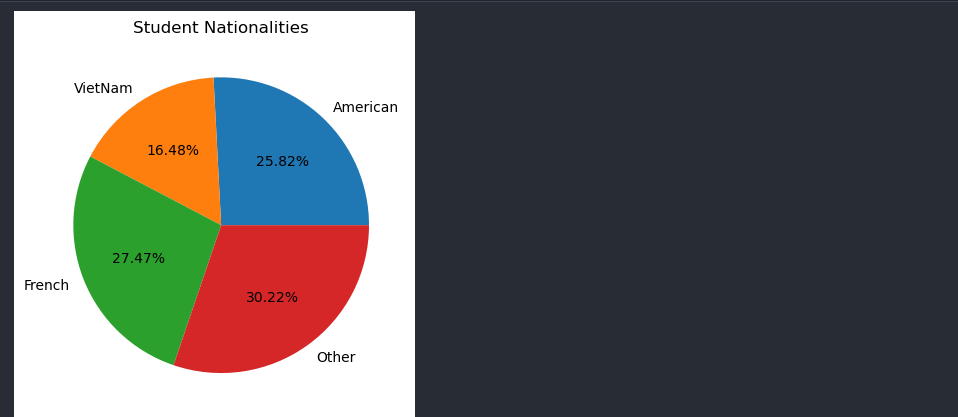 Student Nationalities
VietNam
American
16.48%
25.82%
27.47%
French
30.22%
Other